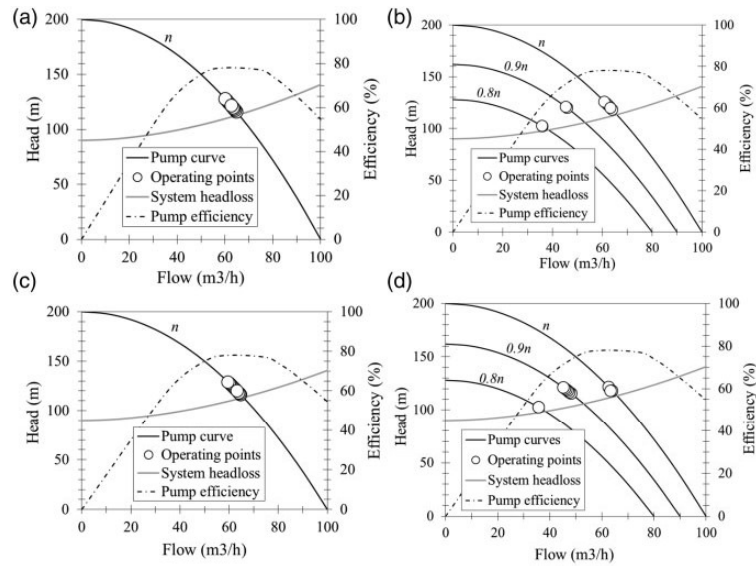 (a)
200
150
100
50
0
Head (m)
n
Pump curve
Operating points
System headloss
Pump efficiency
0 20 40 60 80 100
Flow (m3/h)
100
80
60
40
20
0
Efficiency (%)
(b)
200
150
100
50
0
Head (m)
n
0.9n
0.8n
Pump curves
Operating points
System headloss
Pump efficiency
0 20 40 60 80 100
Flow (m3/h)
100
80
60
40
20
0
Efficiency (%)
(c)
200
150
100
50
0
Head (m)
n
Pump curve
Operating points
System headloss
Pump efficiency
0 20 40 60 80 100
Flow (m3/h)
100
80
60
40
20
0
Efficiency (%)
(d)
200
150
100
50
0
Head (m)
n
0.9n
0.8n
Pump curves
Operating points
System headloss
Pump efficiency
0 20 40 60 80 100
Flow (m3/h)
100
80
60
40
20
0
Efficiency (%)